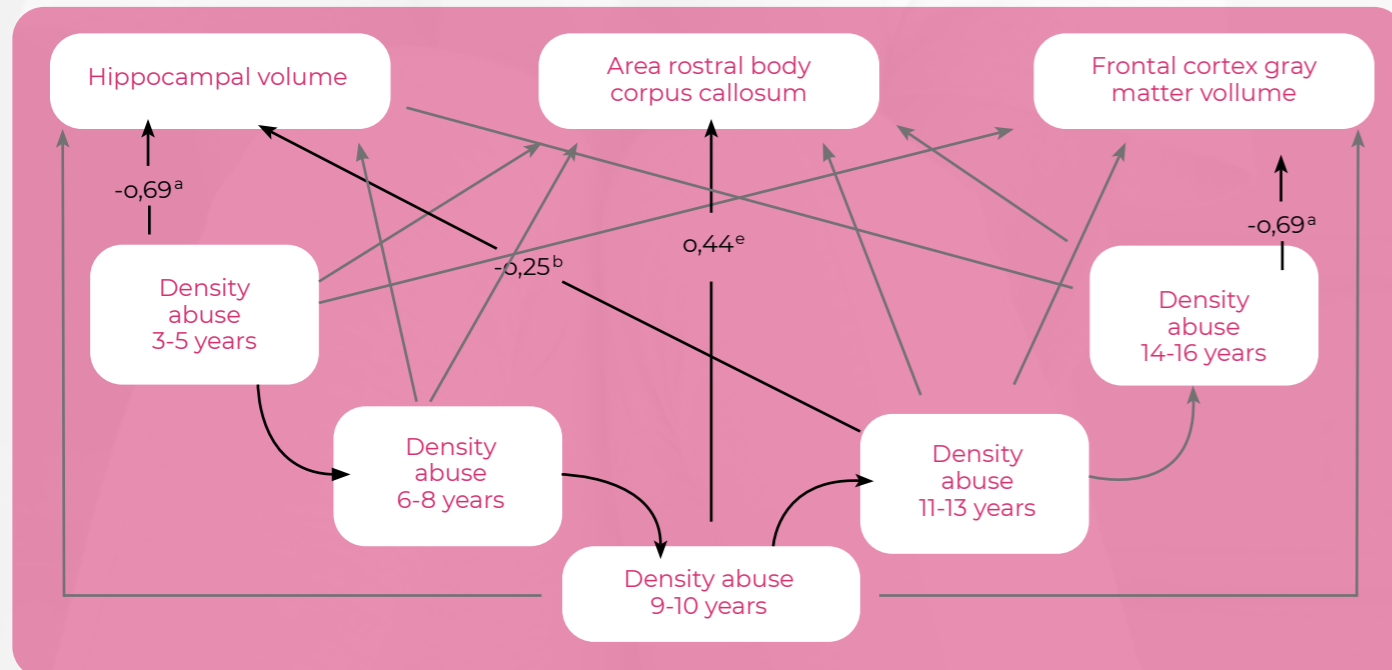 Hippocampal volume
Area rostral body
corpus callosum
Frontal cortex gray
matter vollume
-0,69ᵃ
-0,25ᵇ
0,44ᵉ
-0,69ᵃ
Density
abuse
3-5 years
Density
abuse
14-16 years
Density
abuse
6-8 years
Density
abuse
11-13 years
Density abuse
9-10 years